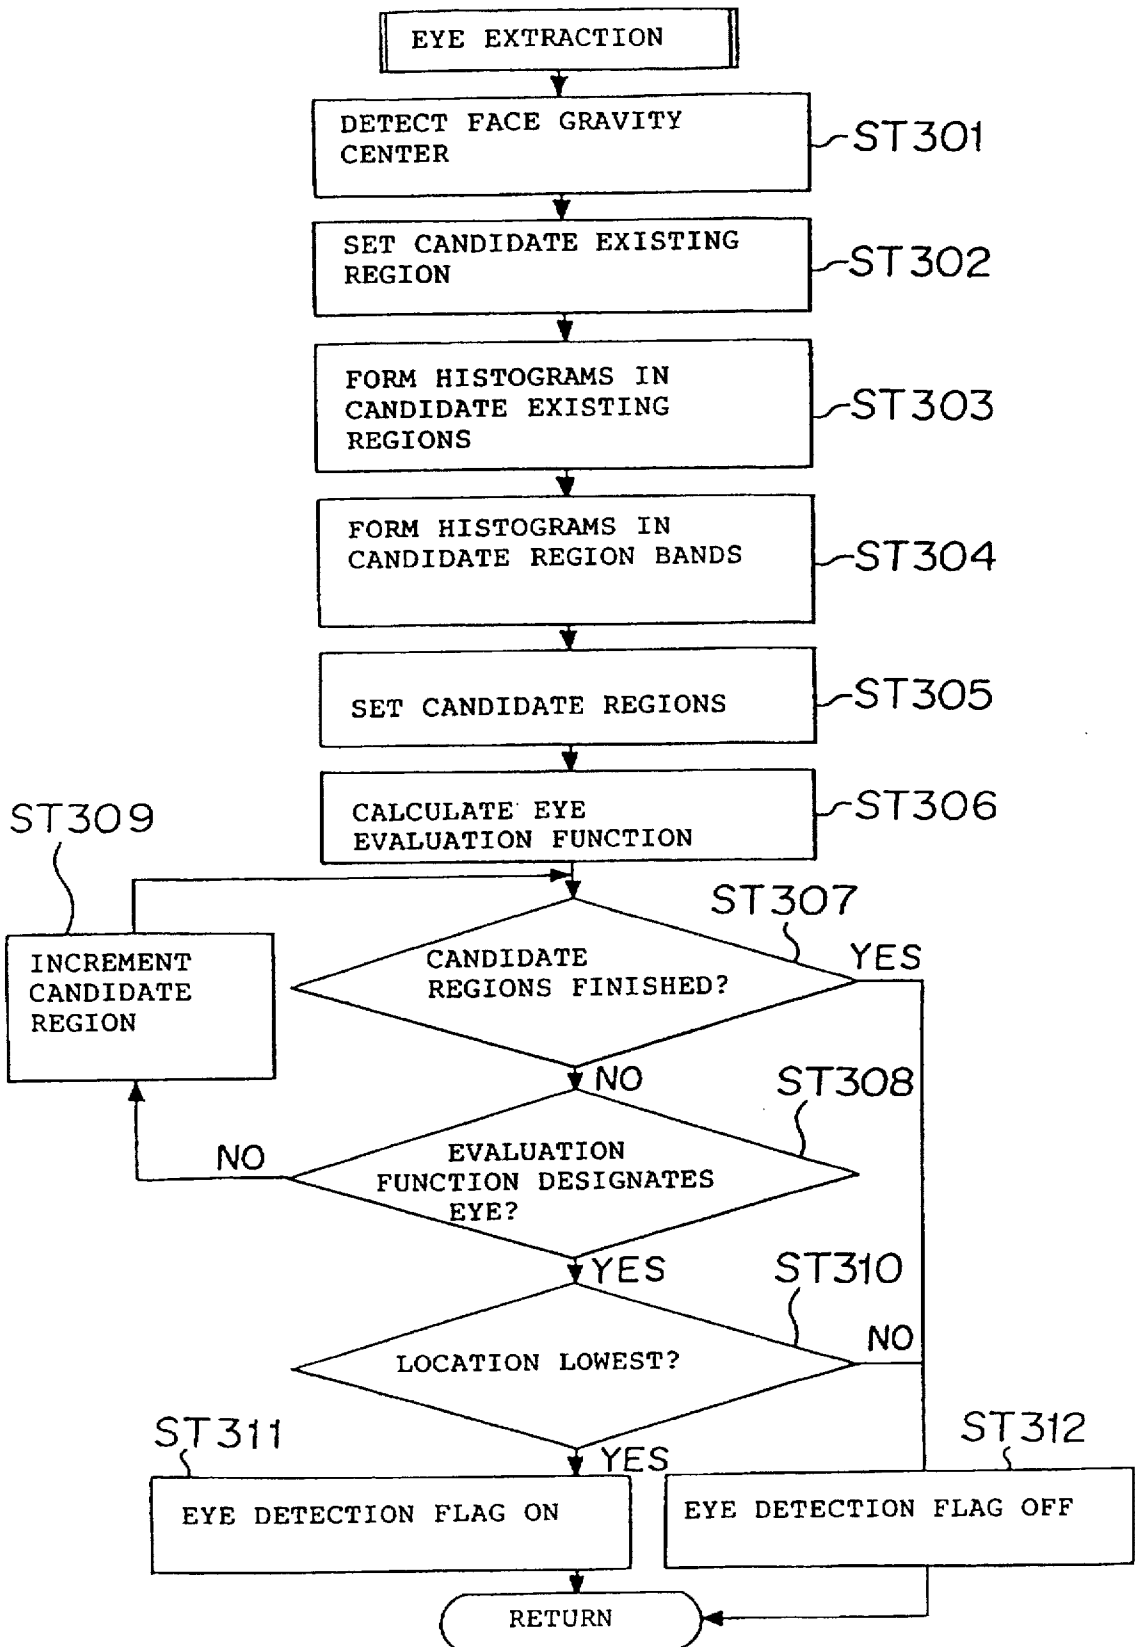 EYE EXTRACTION
DETECT FACE GRAVITY
CENTER
ST301
SET CANDIDATE EXISTING
REGION
ST302
FORM HISTOGRAMS IN
CANDIDATE EXISTING
REGIONS
ST303
FORM HISTOGRAMS IN
CANDIDATE REGION BANDS
ST304
SET CANDIDATE REGIONS
ST305
CALCULATE EYE
EVALUATION FUNCTION
ST306
ST309
INCREMENT
CANDIDATE
REGION
ST307
CANDIDATE
REGIONS FINISHED?
YES
NO
ST308
EVALUATION
FUNCTION DESIGNATES
EYE?
NO
YES
ST310
LOCATION LOWEST?
NO
YES
ST311
EYE DETECTION FLAG ON
ST312
EYE DETECTION FLAG OFF
RETURN